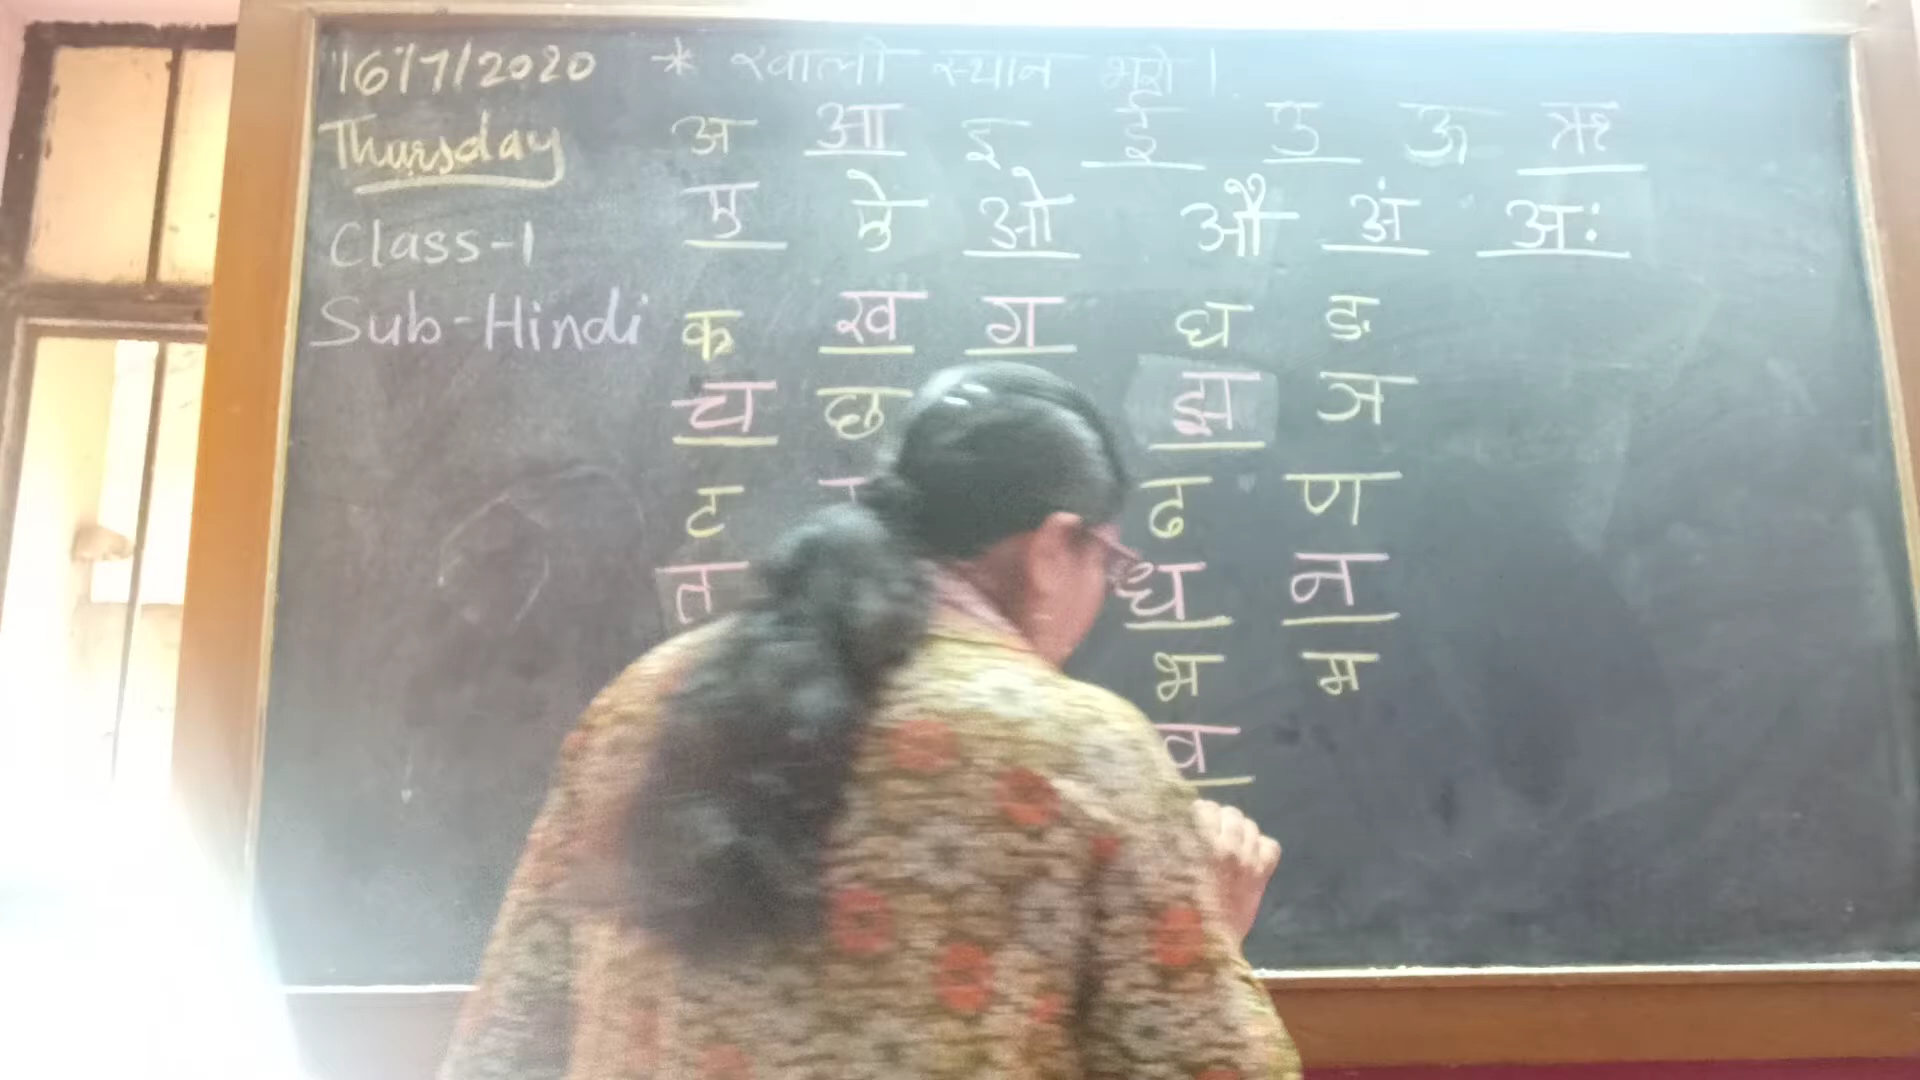 16/7/2020 * खाली स्थान भरो।
Thursday
अ आ इ ई उ ऊ ऋ
ए ऐ ओ औ अं अः
Class-1
Sub-Hindi
क ख ग घ ङ
च छ झ ञ
ट ढ ण
त ध न
भ म
व